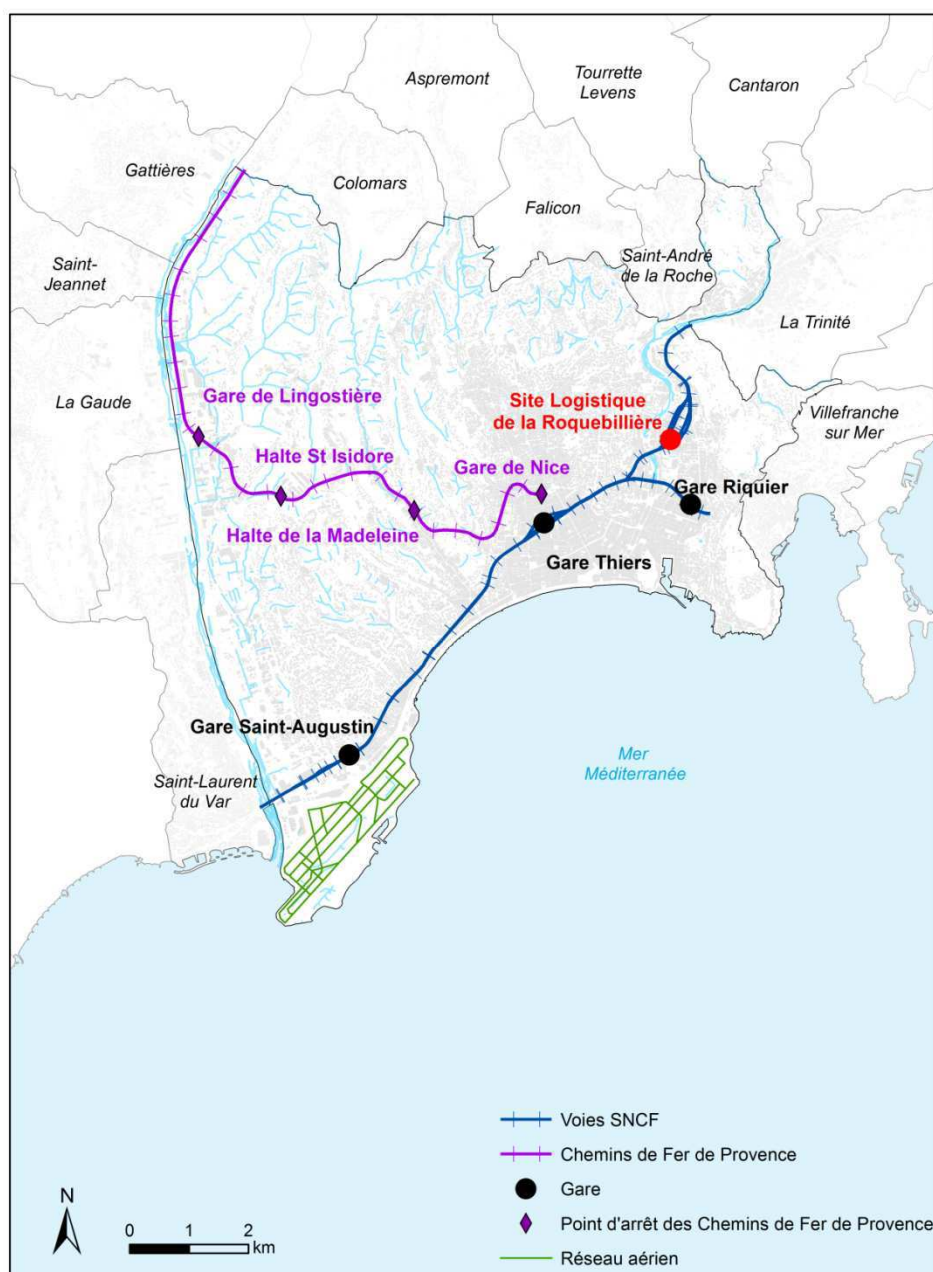 Aspremont
Tourrette
Levens
Cantaron
Gattières
Colomars
Falicon
Saint-
Jeannet
Saint-André
de la Roche
La Trinité
La Gaude
Gare de Lingostière
Site Logistique
de la Roquebillière
Villefranche
sur Mer
Halte St Isidore
Gare de Nice
Gare Riquier
Halte de la Madeleine
Gare Thiers
Gare Saint-Augustin
Mer
Méditerranée
Saint-Laurent
du Var
Voies SNCF
Chemins de Fer de Provence
Gare
Point d'arrêt des Chemins de Fer de Provence
Réseau aérien
N
0 1 2
km